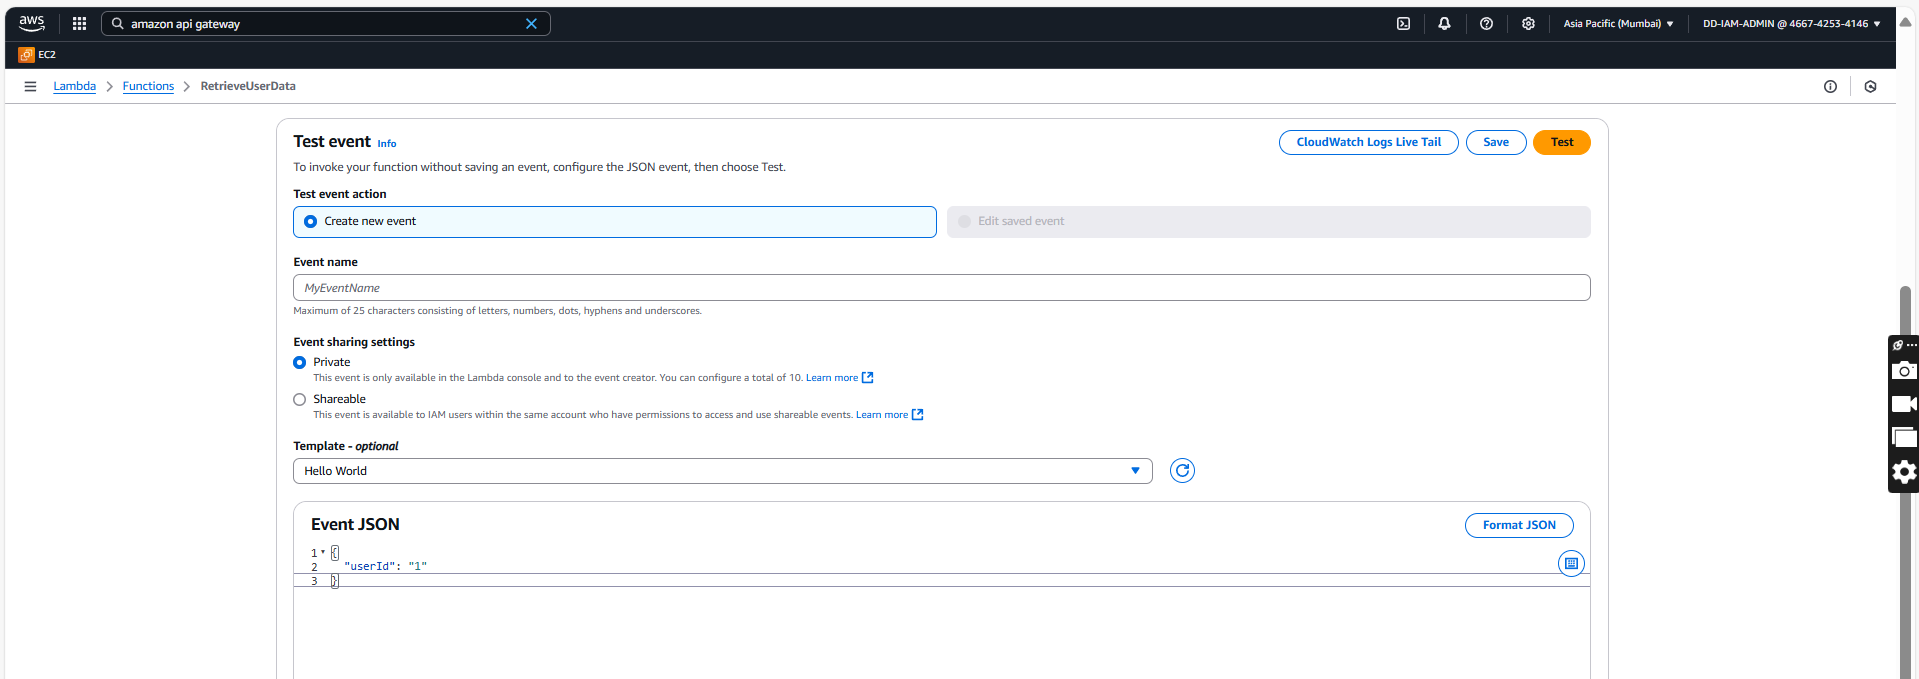 aws
amazon api gateway
Asia Pacific (Mumbai)
DD-IAM-ADMIN @ 4667-4253-4146
EC2
Lambda
Functions
RetrieveUserData
Test event Info
CloudWatch Logs Live Tail
Save
Test
To invoke your function without saving an event, configure the JSON event, then choose Test.
Test event action
Create new event
Edit saved event
Event name
MyEventName
Maximum of 25 characters consisting of letters, numbers, dots, hyphens and underscores.
Event sharing settings
Private
This event is only available in the Lambda console and to the event creator. You can configure a total of 10. Learn more
Shareable
This event is available to IAM users within the same account who have permissions to access and use shareable events. Learn more
Template - optional
Hello World
Event JSON
Format JSON
1 {
2 "userId": "1"
3 }